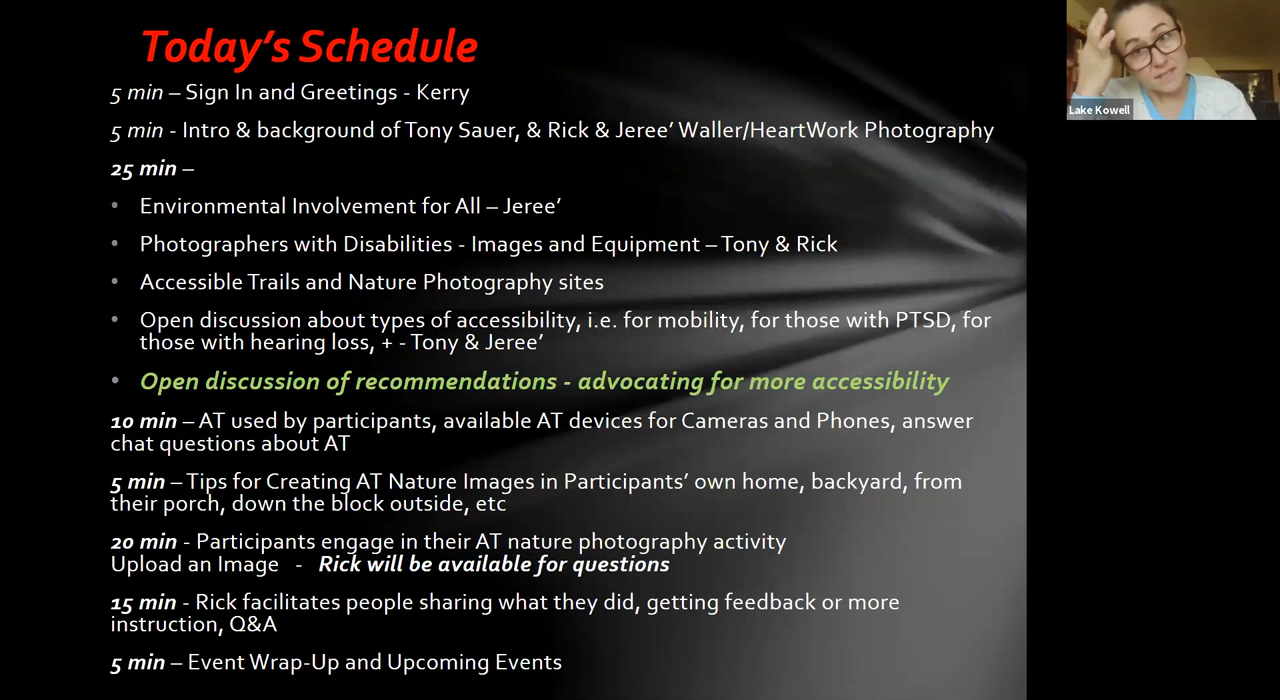 Today's Schedule
5 min – Sign In and Greetings - Kerry
5 min - Intro & background of Tony Sauer, & Rick & Jeree' Waller/HeartWork Photography
25 min –
• Environmental Involvement for All – Jeree'
• Photographers with Disabilities - Images and Equipment – Tony & Rick
• Accessible Trails and Nature Photography sites
• Open discussion about types of accessibility, i.e. for mobility, for those with PTSD, for
those with hearing loss, + - Tony & Jeree'
• Open discussion of recommendations - advocating for more accessibility
10 min – AT used by participants, available AT devices for Cameras and Phones, answer
chat questions about AT
5 min – Tips for Creating AT Nature Images in Participants' own home, backyard, from
their porch, down the block outside, etc
20 min - Participants engage in their AT nature photography activity
Upload an Image - Rick will be available for questions
15 min - Rick facilitates people sharing what they did, getting feedback or more
instruction, Q&A
5 min – Event Wrap-Up and Upcoming Events
Lake Kowell